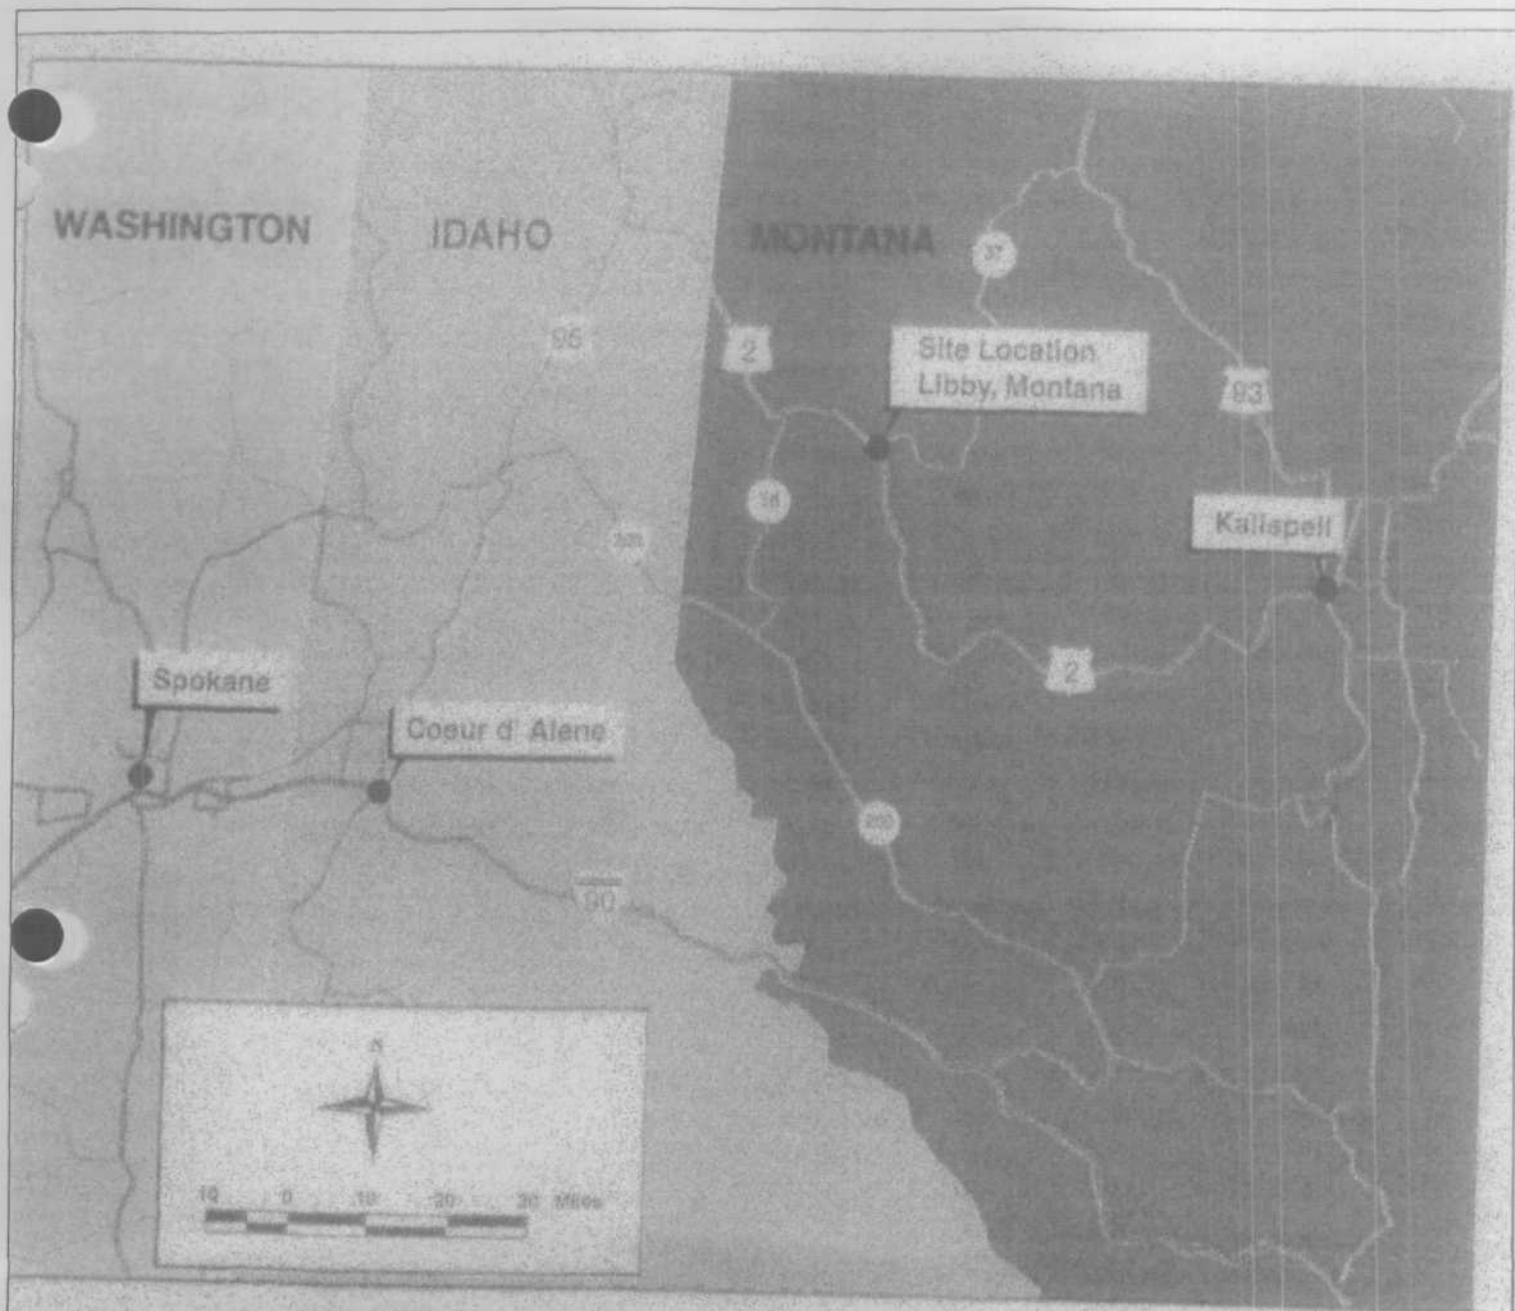 WASHINGTON
IDAHO
MONTANA
37
95
2
Site Location
Libby, Montana
93
Kalispell
2
Spokane
Coeur d' Alene
200
90
N
10 0 10 20 30 Miles